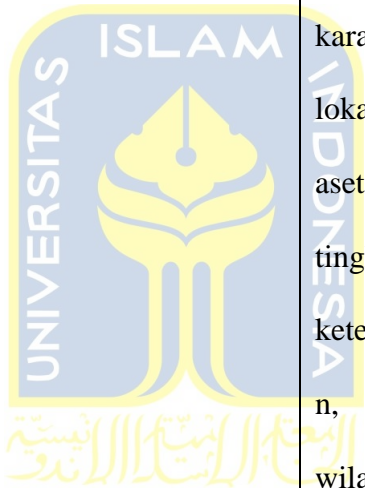 UNIVERSITAS
ISLAM
INDONESIA
kara
loka
aset
ting
kete
n,
wila